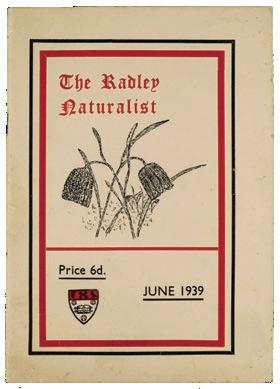 The Radley
Naturalist
Price 6d.
JUNE 1939